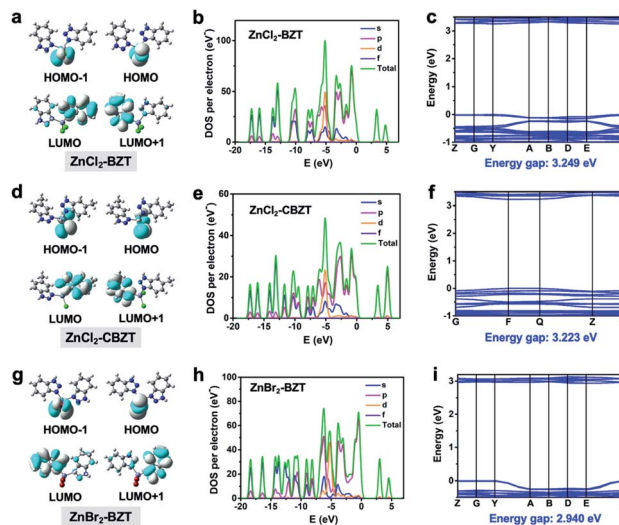 a
HOMO-1 HOMO
LUMO LUMO+1
ZnCl2-BZT
b
ZnCl2-BZT
s
p
d
f
Total
DOS per electron (eV-)
100
75
50
25
0
-20 -15 -10 -5 0 5
E (eV)
c
Energy (eV)
3
2
1
0
-1
Z G Y A B D E
Energy gap: 3.249 eV
d
HOMO-1 HOMO
LUMO LUMO+1
ZnCl2-CBZT
e
ZnCl2-CBZT
s
p
d
f
Total
DOS per electron (eV-)
60
40
20
0
-20 -15 -10 -5 0 5
E (eV)
f
Energy (eV)
3
2
1
0
-1
G F Q Z
Energy gap: 3.223 eV
g
HOMO-1 HOMO
LUMO LUMO+1
ZnBr2-BZT
h
ZnBr2-BZT
s
p
d
f
Total
DOS per electron (eV-)
100
80
60
40
20
0
-20 -15 -10 -5 0 5
E (eV)
i
Energy (eV)
3
2
1
0
Z G Y A B D E
Energy gap: 2.940 eV